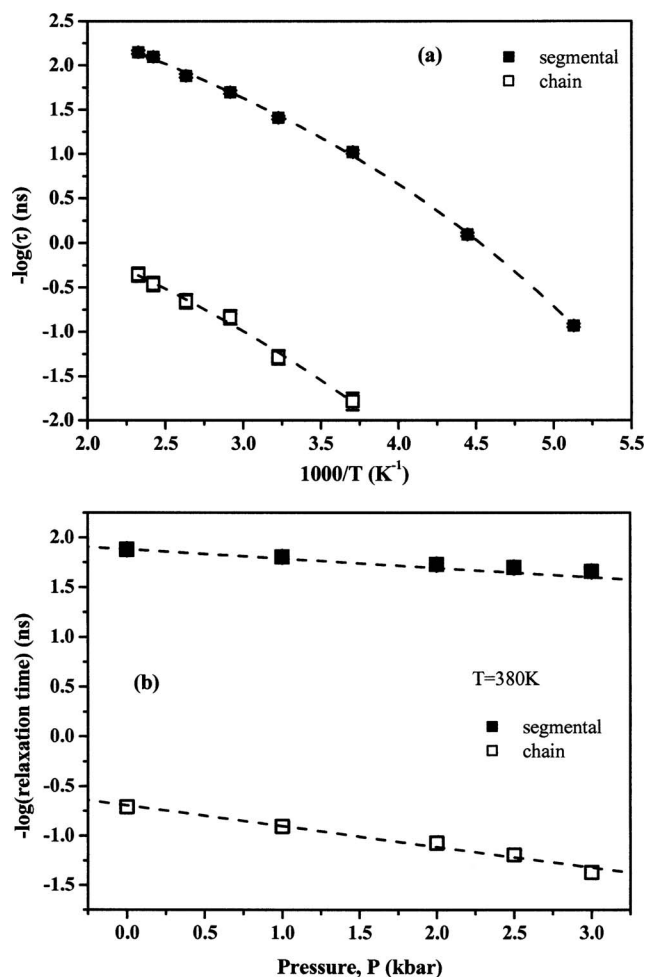 (a)
segmental
chain
-log(τ) (ns)
2.5
2.0
1.5
1.0
0.5
0.0
-0.5
-1.0
-1.5
-2.0
2.0 2.5 3.0 3.5 4.0 4.5 5.0 5.5
1000/T (K⁻¹)
(b)
T=380K
segmental
chain
-log(relaxation time) (ns)
2.0
1.5
1.0
0.5
0.0
-0.5
-1.0
-1.5
0.0 0.5 1.0 1.5 2.0 2.5 3.0
Pressure, P (kbar)